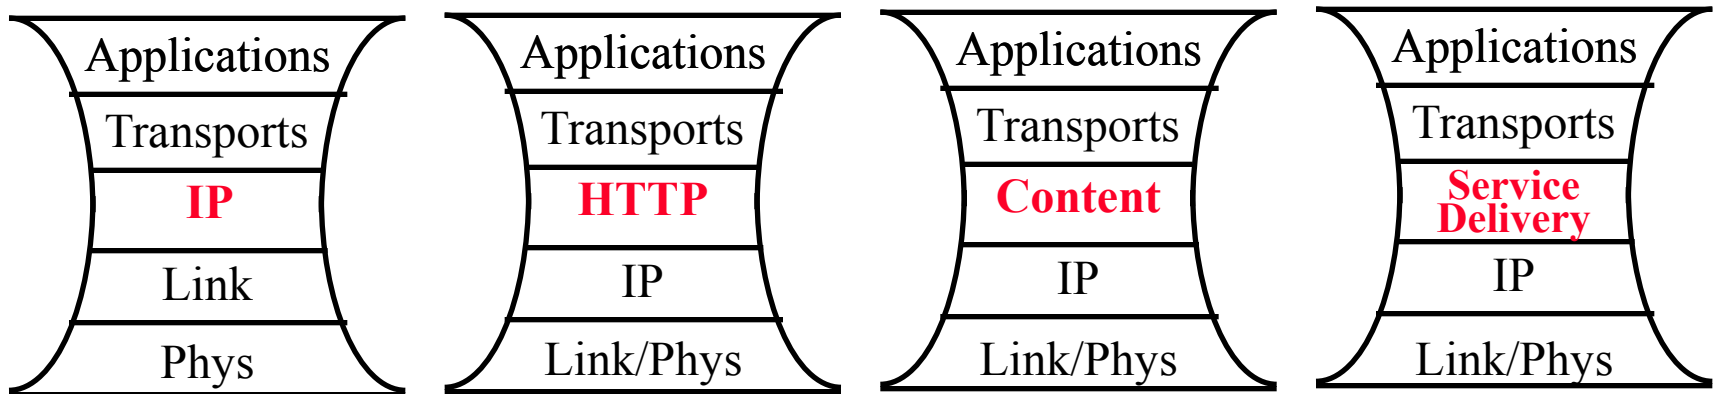 Applications
Transports
IP
Link
Phys
Applications
Transports
HTTP
IP
Link/Phys
Applications
Transports
Content
IP
Link/Phys
Applications
Transports
Service
Delivery
IP
Link/Phys